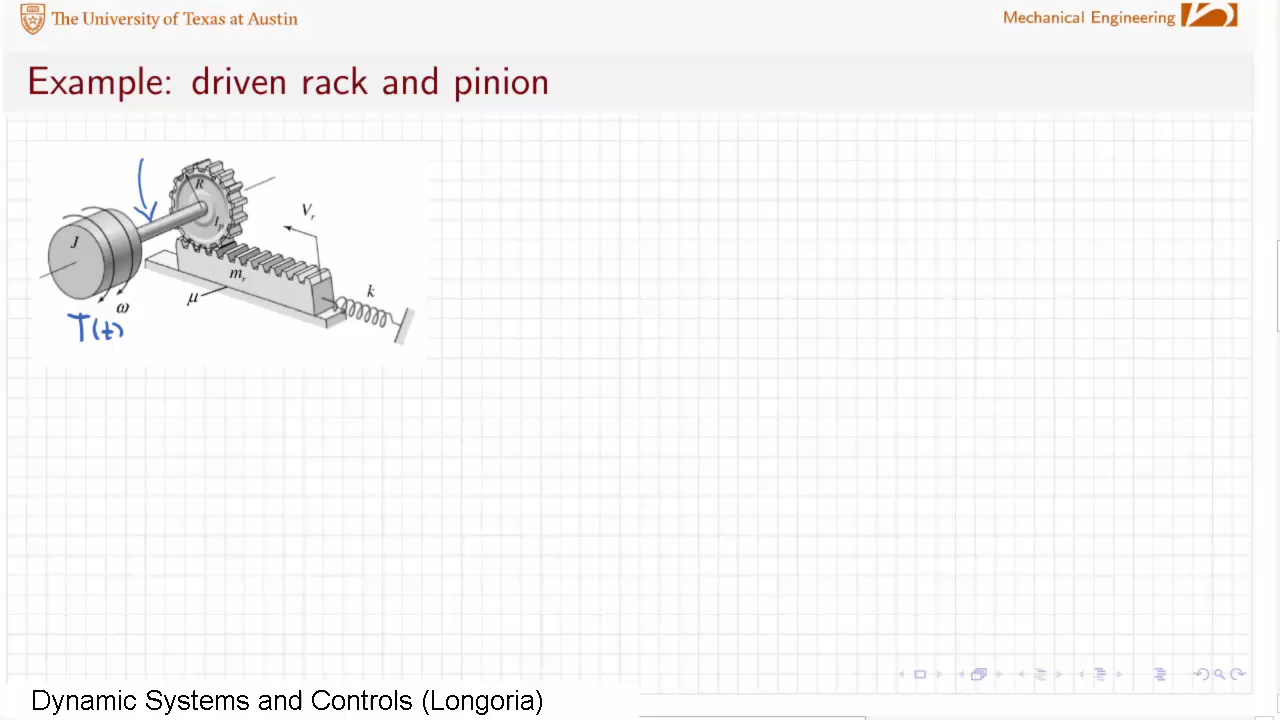 The University of Texas at Austin
Mechanical Engineering
Example: driven rack and pinion
R
I_p
V_r
J
m_r
k
μ
ω
T(t)
Dynamic Systems and Controls (Longoria)